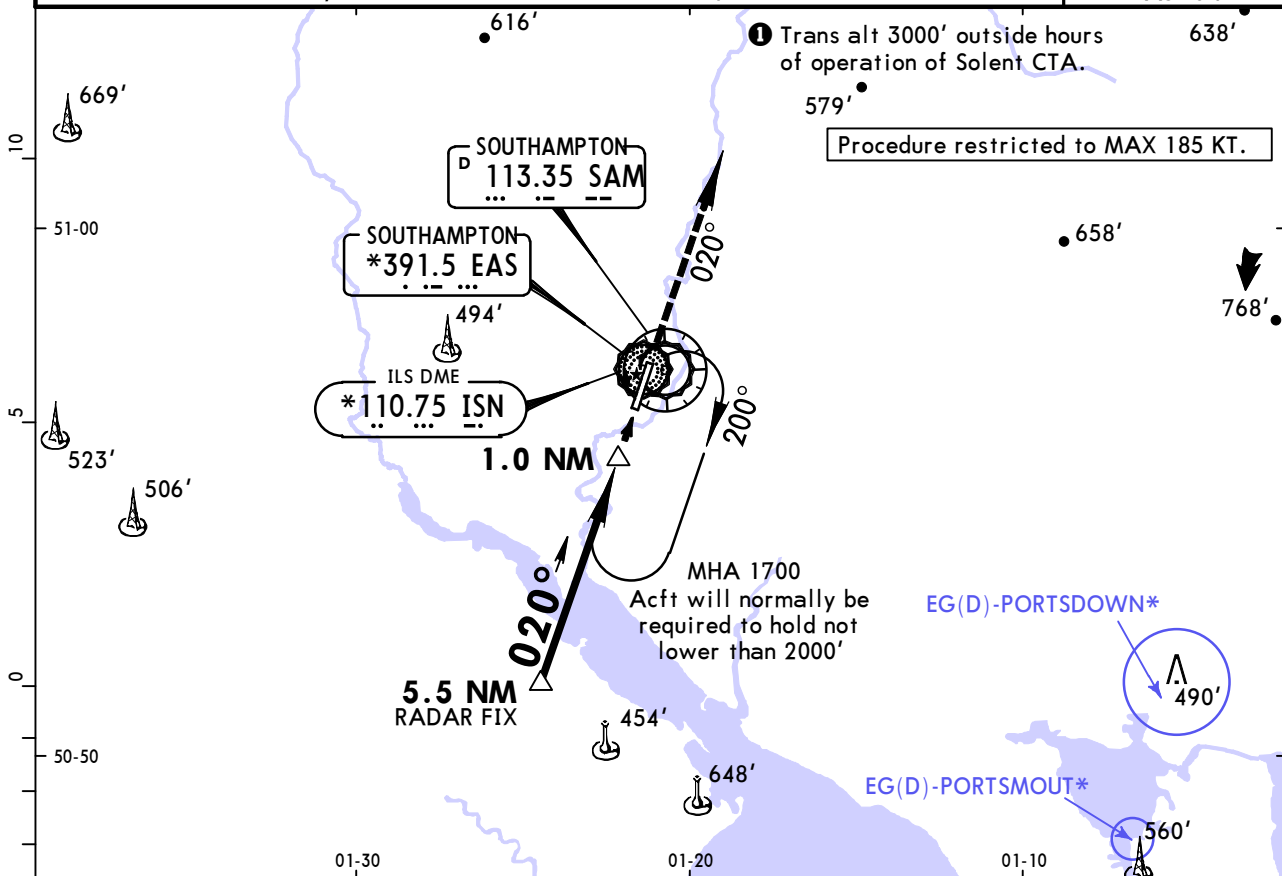 616'
❶ Trans alt 3000' outside hours
of operation of Solent CTA.
638'
669'
579'
Procedure restricted to MAX 185 KT.
10
SOUTHAMPTON
D 113.35 SAM
51-00
020°
658'
SOUTHAMPTON
*391.5 EAS
494'
768'
ILS DME
*110.75 ISN
200°
5
523'
1.0 NM
506'
020°
MHA 1700
Acft will normally be
required to hold not
lower than 2000'
EG(D)-PORTSDOWN*
490'
0
5.5 NM
RADAR FIX
454'
50-50
648'
EG(D)-PORTSMOUT*
560'
01-30
01-20
01-10